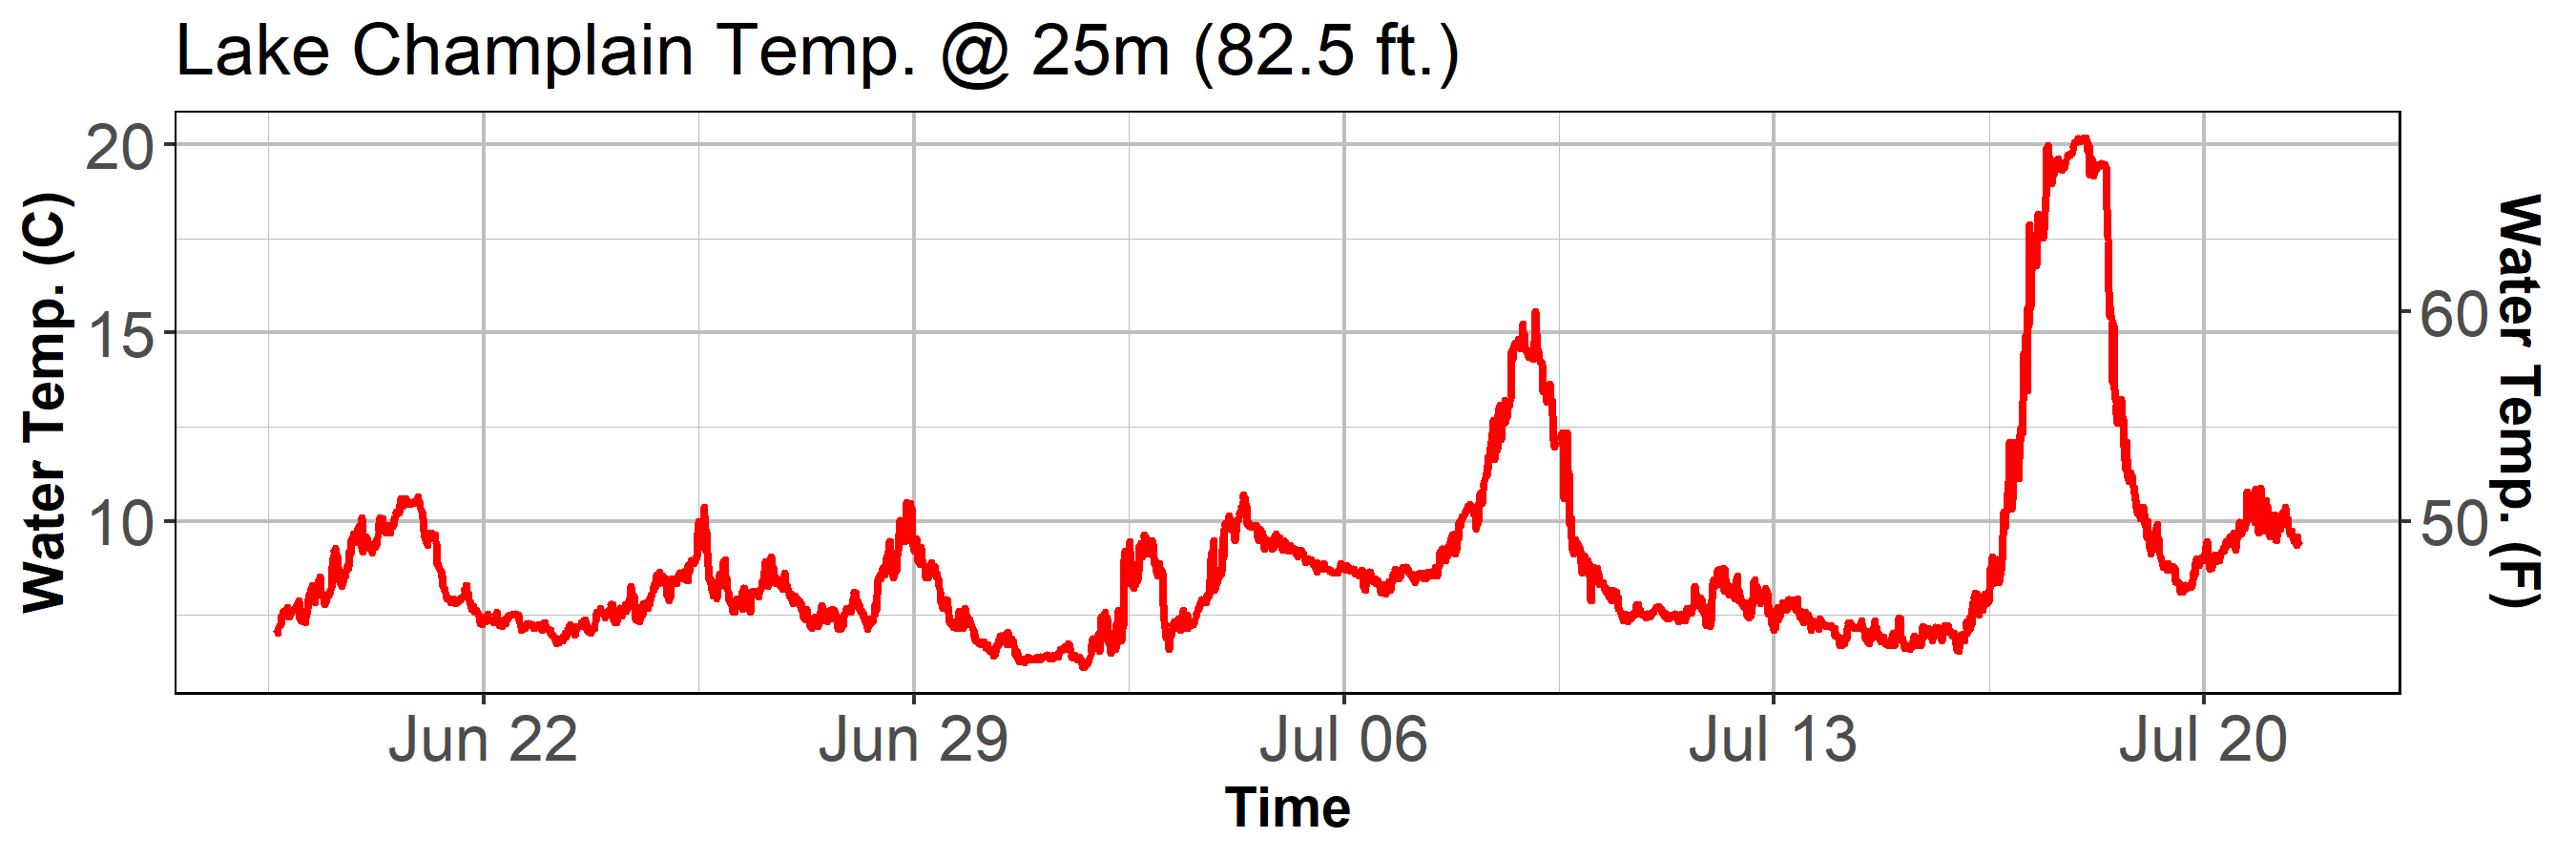 Lake Champlain Temp. @ 25m (82.5 ft.)
Water Temp. (C)
20
15
10
60
50
Water Temp. (F)
Jun 22 Jun 29 Jul 06 Jul 13 Jul 20
Time